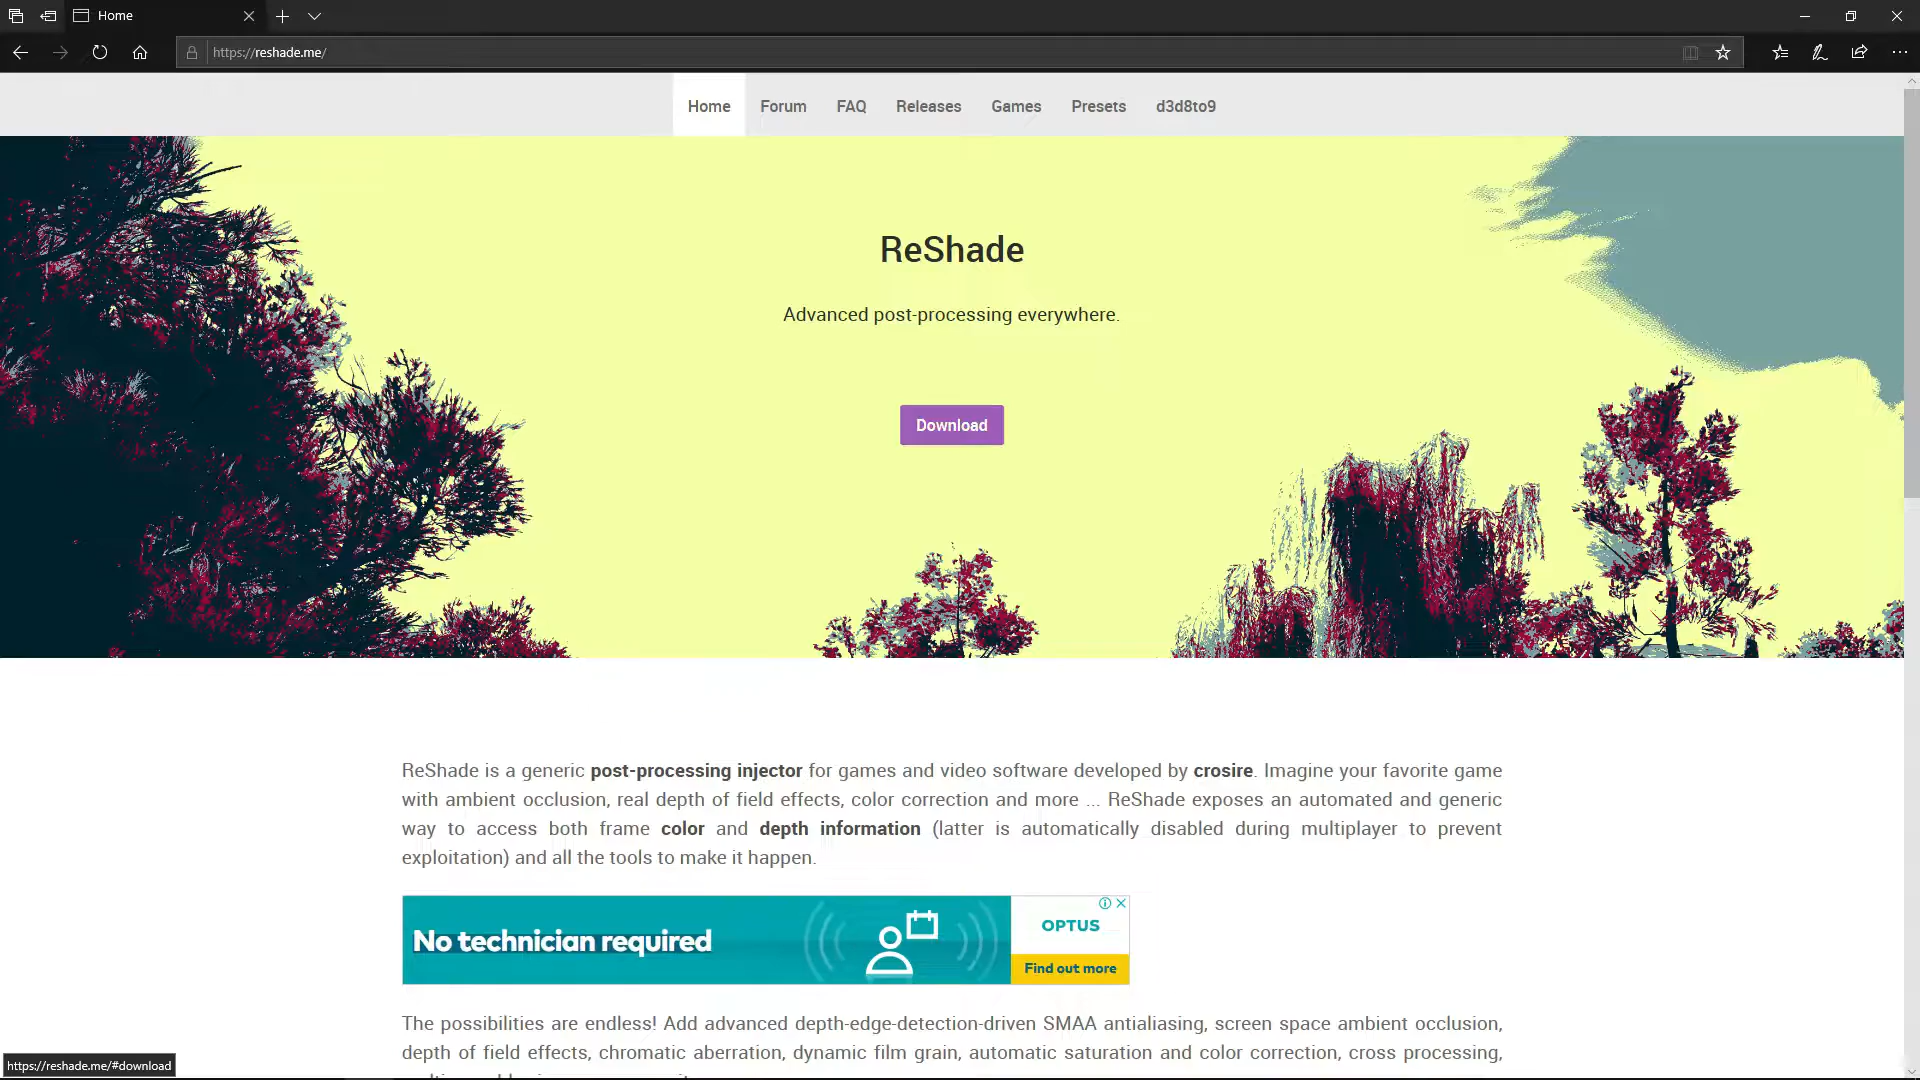 Home
https://reshade.me/
Home Forum FAQ Releases Games Presets d3d8to9
ReShade
Advanced post-processing everywhere.
Download
ReShade is a generic post-processing injector for games and video software developed by crosire. Imagine your favorite game
with ambient occlusion, real depth of field effects, color correction and more ... ReShade exposes an automated and generic
way to access both frame color and depth information (latter is automatically disabled during multiplayer to prevent
exploitation) and all the tools to make it happen.
No technician required
OPTUS
Find out more
The possibilities are endless! Add advanced depth-edge-detection-driven SMAA antialiasing, screen space ambient occlusion,
depth of field effects, chromatic aberration, dynamic film grain, automatic saturation and color correction, cross processing,
https://reshade.me/#download